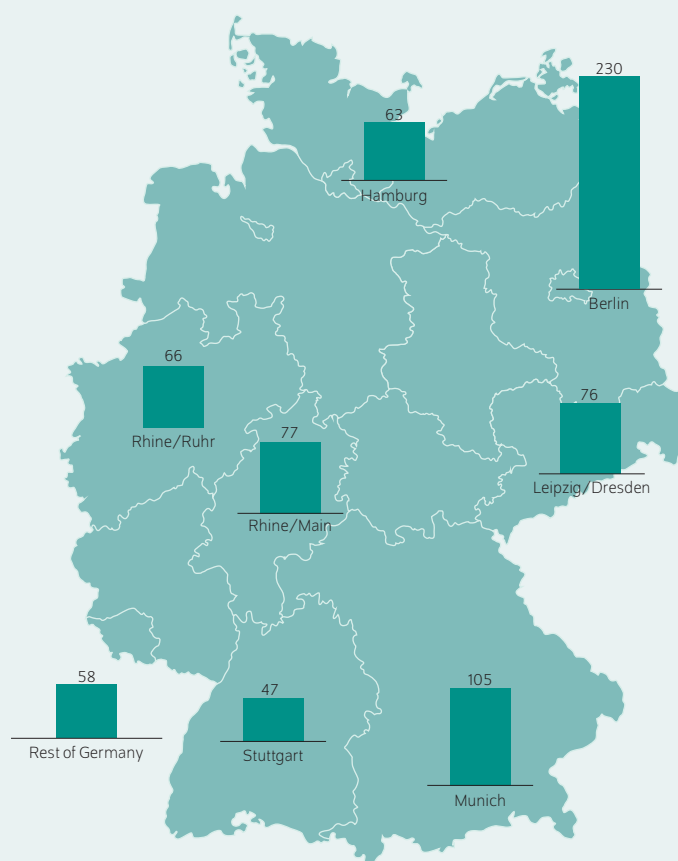 230
63
Hamburg
Berlin
66
Rhine/Ruhr
76
77
Leipzig/Dresden
Rhine/Main
58
Rest of Germany
47
Stuttgart
105
Munich